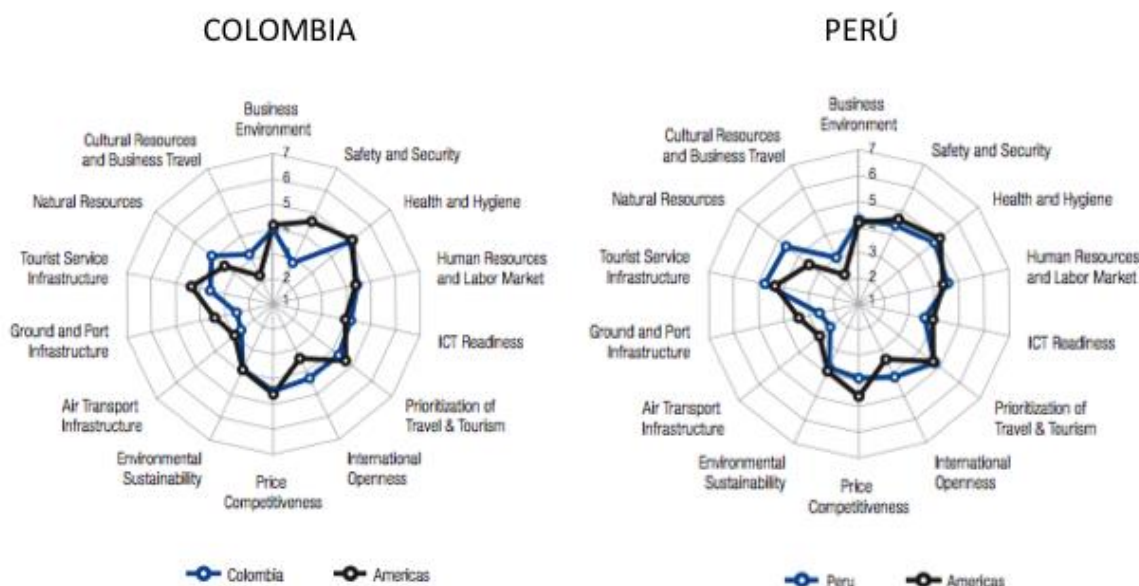 COLOMBIA
Business
Environment
Safety and Security
Health and Hygiene
Human Resources
and Labor Market
ICT Readiness
Prioritization of
Travel & Tourism
International
Openness
Price
Competitiveness
Environmental
Sustainability
Air Transport
Infrastructure
Ground and Port
Infrastructure
Tourist Service
Infrastructure
Natural Resources
Cultural Resources
and Business Travel
7
6
5
2
1
Colombia
Americas
PERÚ
Business
Environment
Safety and Security
Health and Hygiene
Human Resources
and Labor Market
ICT Readiness
Prioritization of
Travel & Tourism
International
Openness
Price
Competitiveness
Environmental
Sustainability
Air Transport
Infrastructure
Ground and Port
Infrastructure
Tourist Service
Infrastructure
Natural Resources
Cultural Resources
and Business Travel
7
6
5
4
3
2
1
Peru
Americas